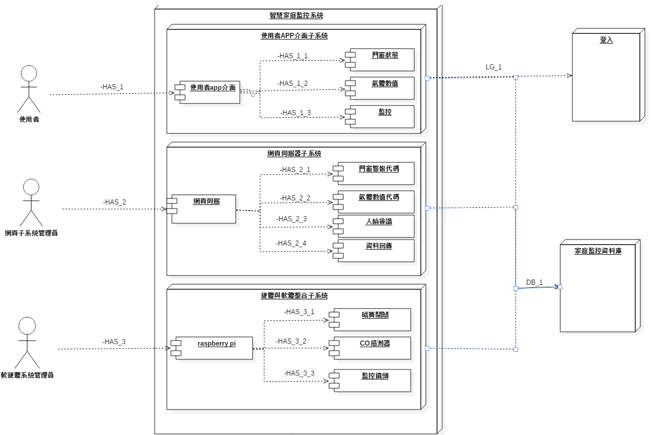 智慧家庭監控系統
使用者APP介面子系統
-HAS_1_1
門窗狀態
LG_1
登入
-HAS_1
使用者app介面
-HAS_1_2
氣體數值
-HAS_1_3
監控
使用者
網頁伺服器子系統
-HAS_2_1
門窗警報代碼
-HAS_2
網頁伺服
-HAS_2_2
氣體數值代碼
-HAS_2_3
人臉辨識
網頁子系統管理員
-HAS_2_4
資料回傳
家庭監控資料庫
DB_1
硬體與軟體整合子系統
-HAS_3_1
磁簧開關
-HAS_3
raspberry pi
-HAS_3_2
CO感測器
-HAS_3_3
監控鏡頭
軟硬體系統管理員